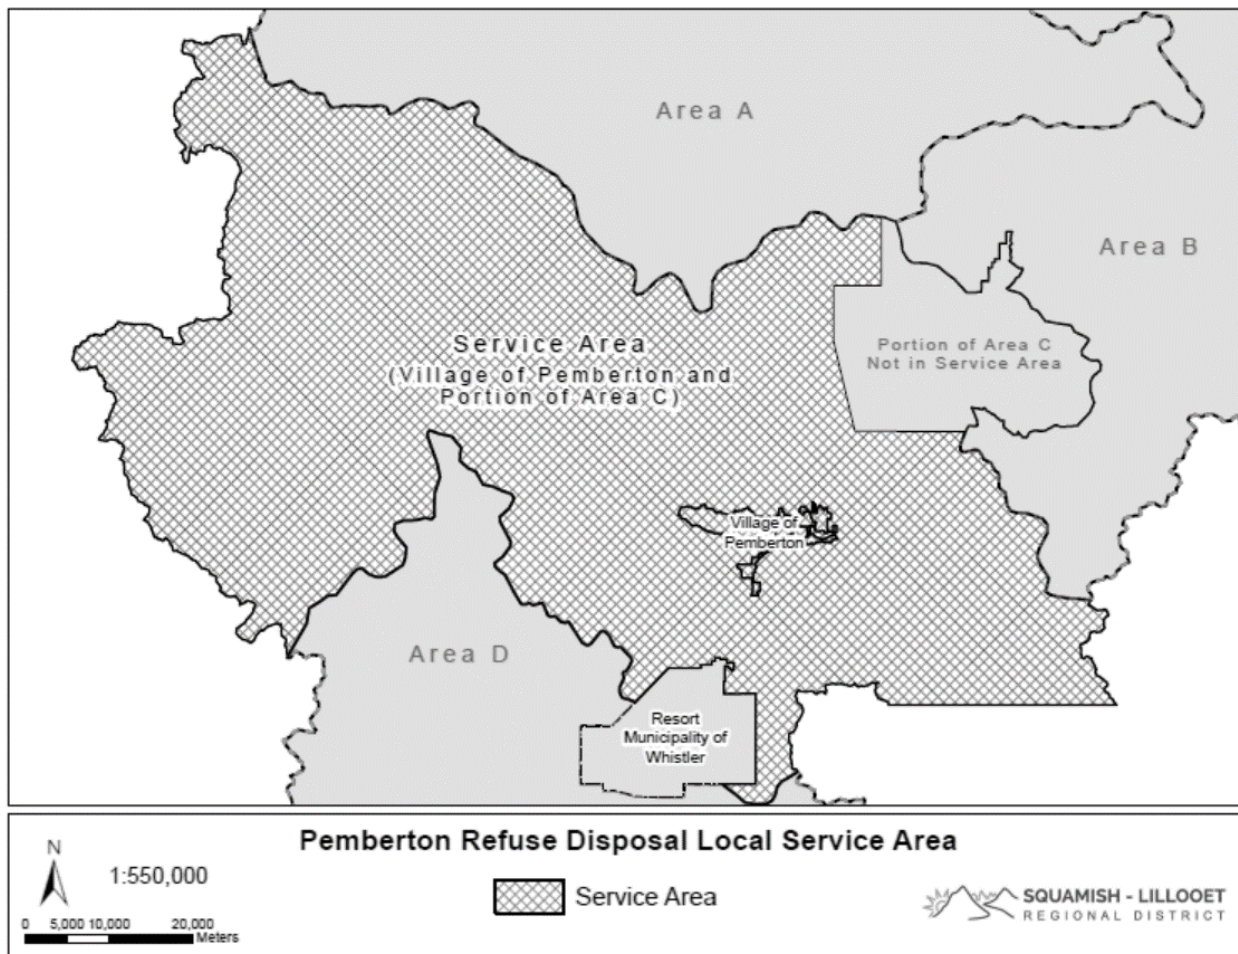 Area A
Area B
Portion of Area C
Not in Service Area
Service Area
(Village of Pemberton and
Portion of Area C)
Village of
Pemberton
Area D
Resort
Municipality of
Whistler
Pemberton Refuse Disposal Local Service Area
N
1:550,000
0 5,000 10,000 20,000
Meters
Service Area
SQUAMISH - LILLOOET
REGIONAL DISTRICT